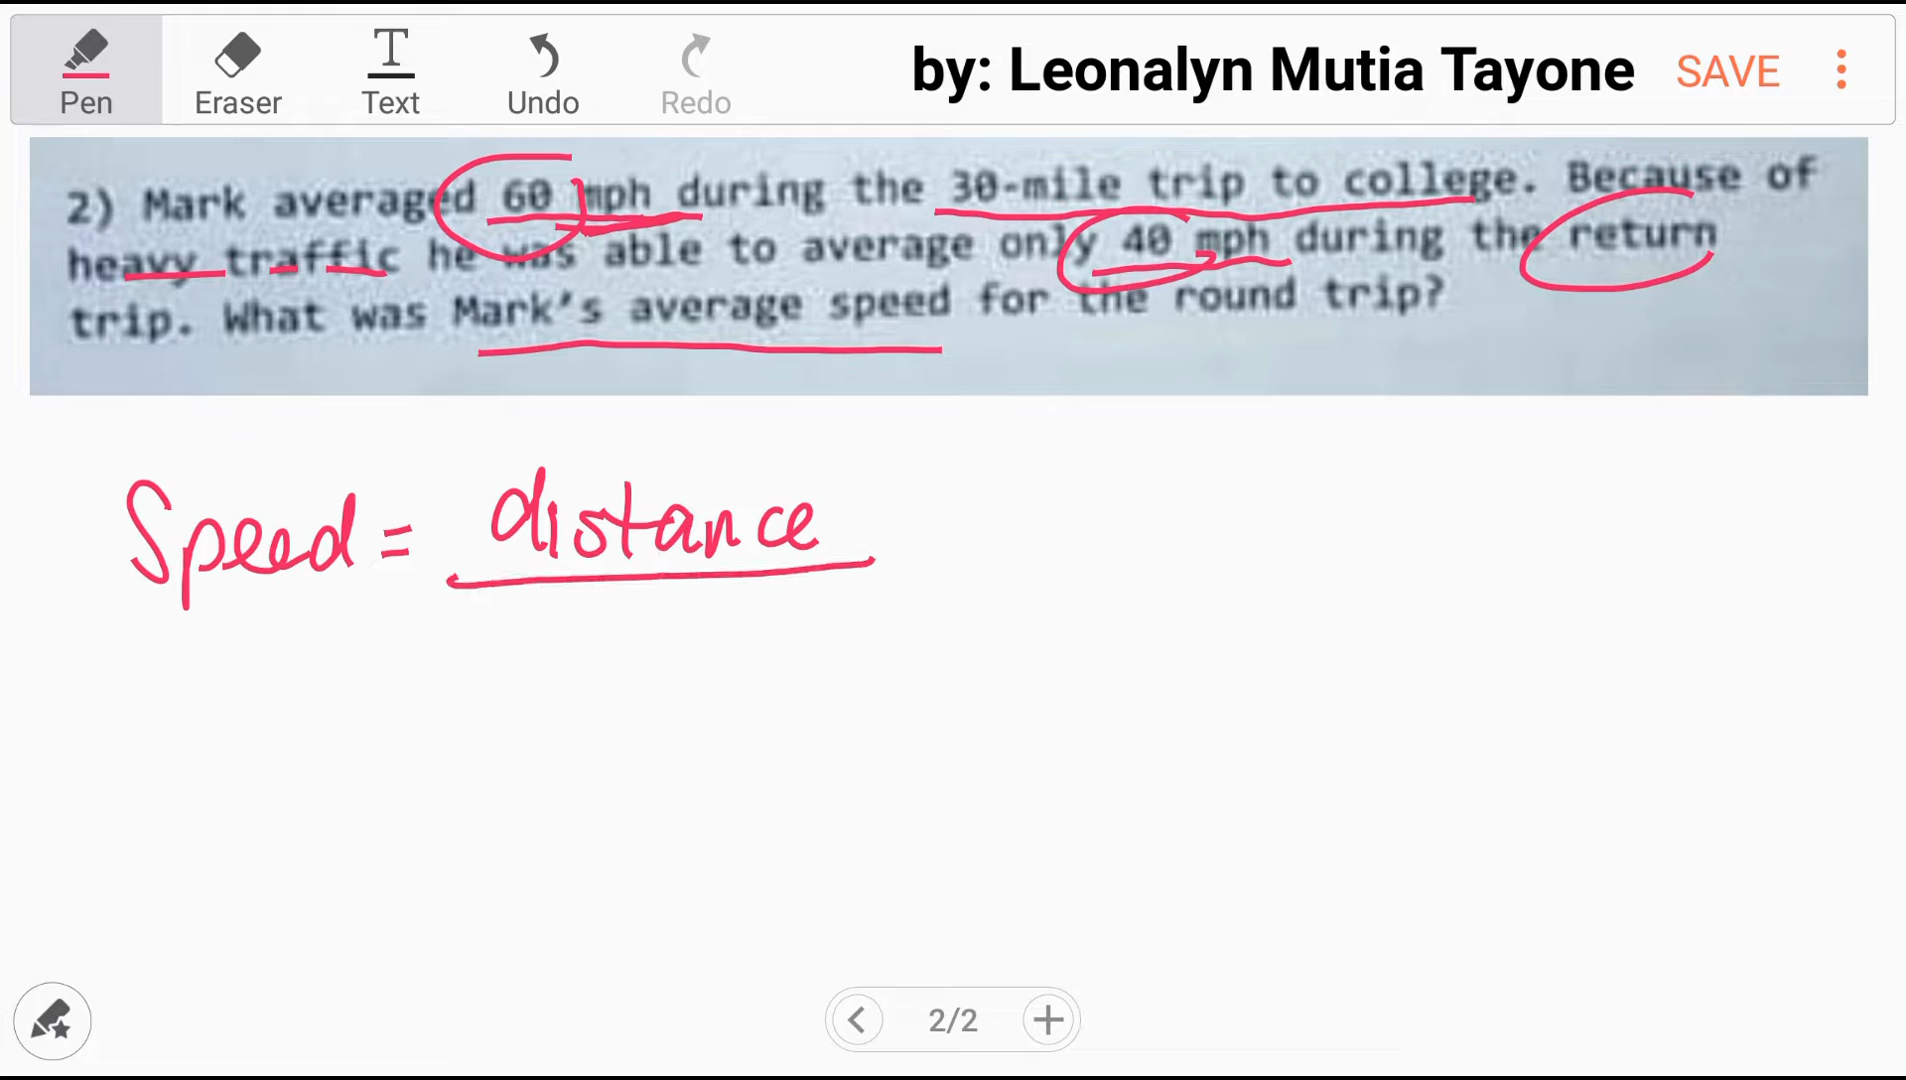 Pen
Eraser
Text
Undo
Redo
by: Leonalyn Mutia Tayone
SAVE
2) Mark averaged 60 mph during the 30-mile trip to college. Because of
heavy traffic he was able to average only 40 mph during the return
trip. What was Mark's average speed for the round trip?
Speed = distance
2/2